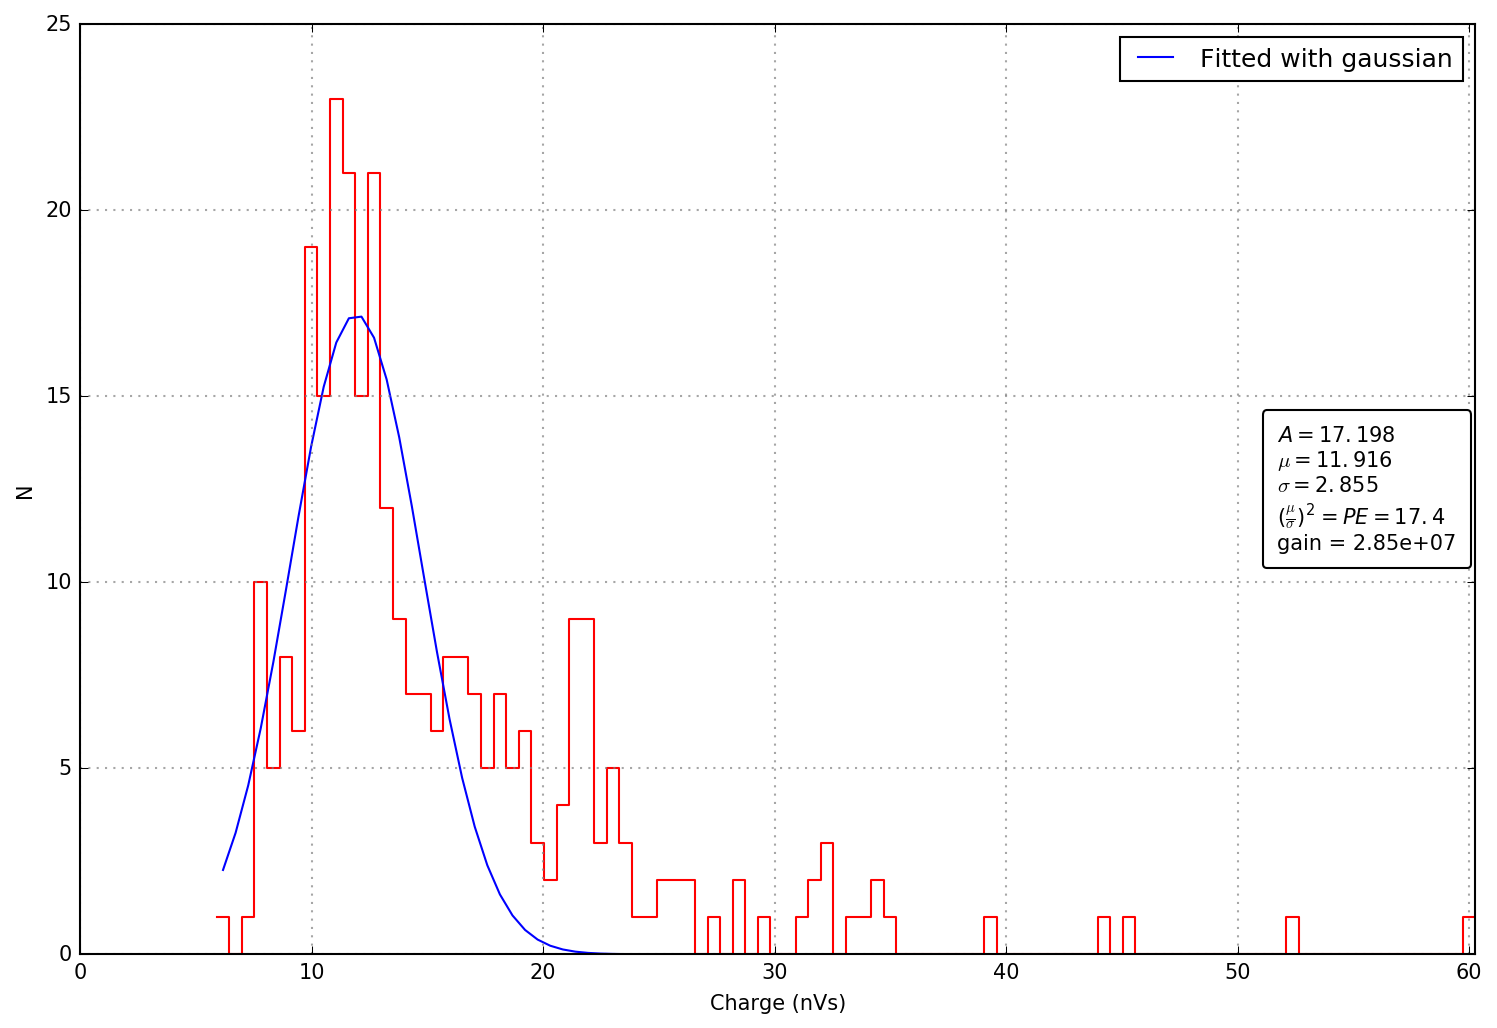 25
20
15
10
5
0
N
Fitted with gaussian
A = 17.198
μ = 11.916
σ = 2.855
(μ/σ)² = PE = 17.4
gain = 2.85e+07
0 10 20 30 40 50 60
Charge (nVs)